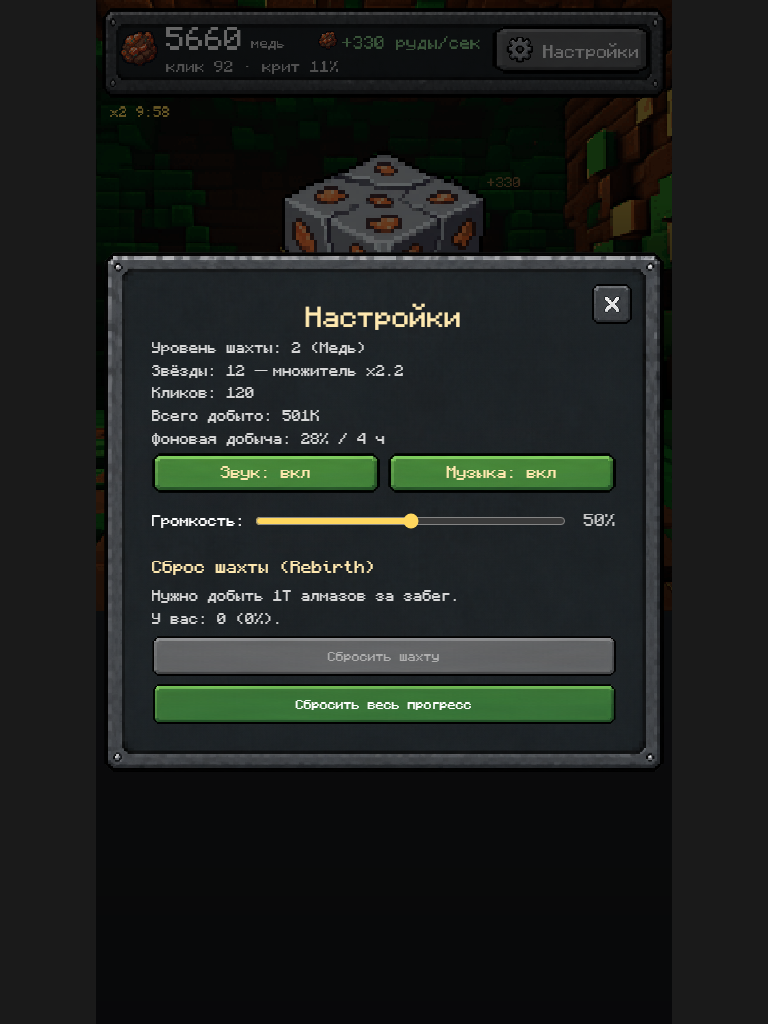 5660 медь
+330 руды/сек
клик 92 · крит 11%
Настройки
x2 9:58
+330
Настройки
Уровень шахты: 2 (Медь)
Звёзды: 12 — множитель x2.2
Кликов: 120
Всего добыто: 501K
Фоновая добыча: 28% / 4 ч
Звук: вкл
Музыка: вкл
Громкость:
50%
Сброс шахты (Rebirth)
Нужно добыть 1T алмазов за забег.
У вас: 0 (0%).
Сбросить шахту
Сбросить весь прогресс